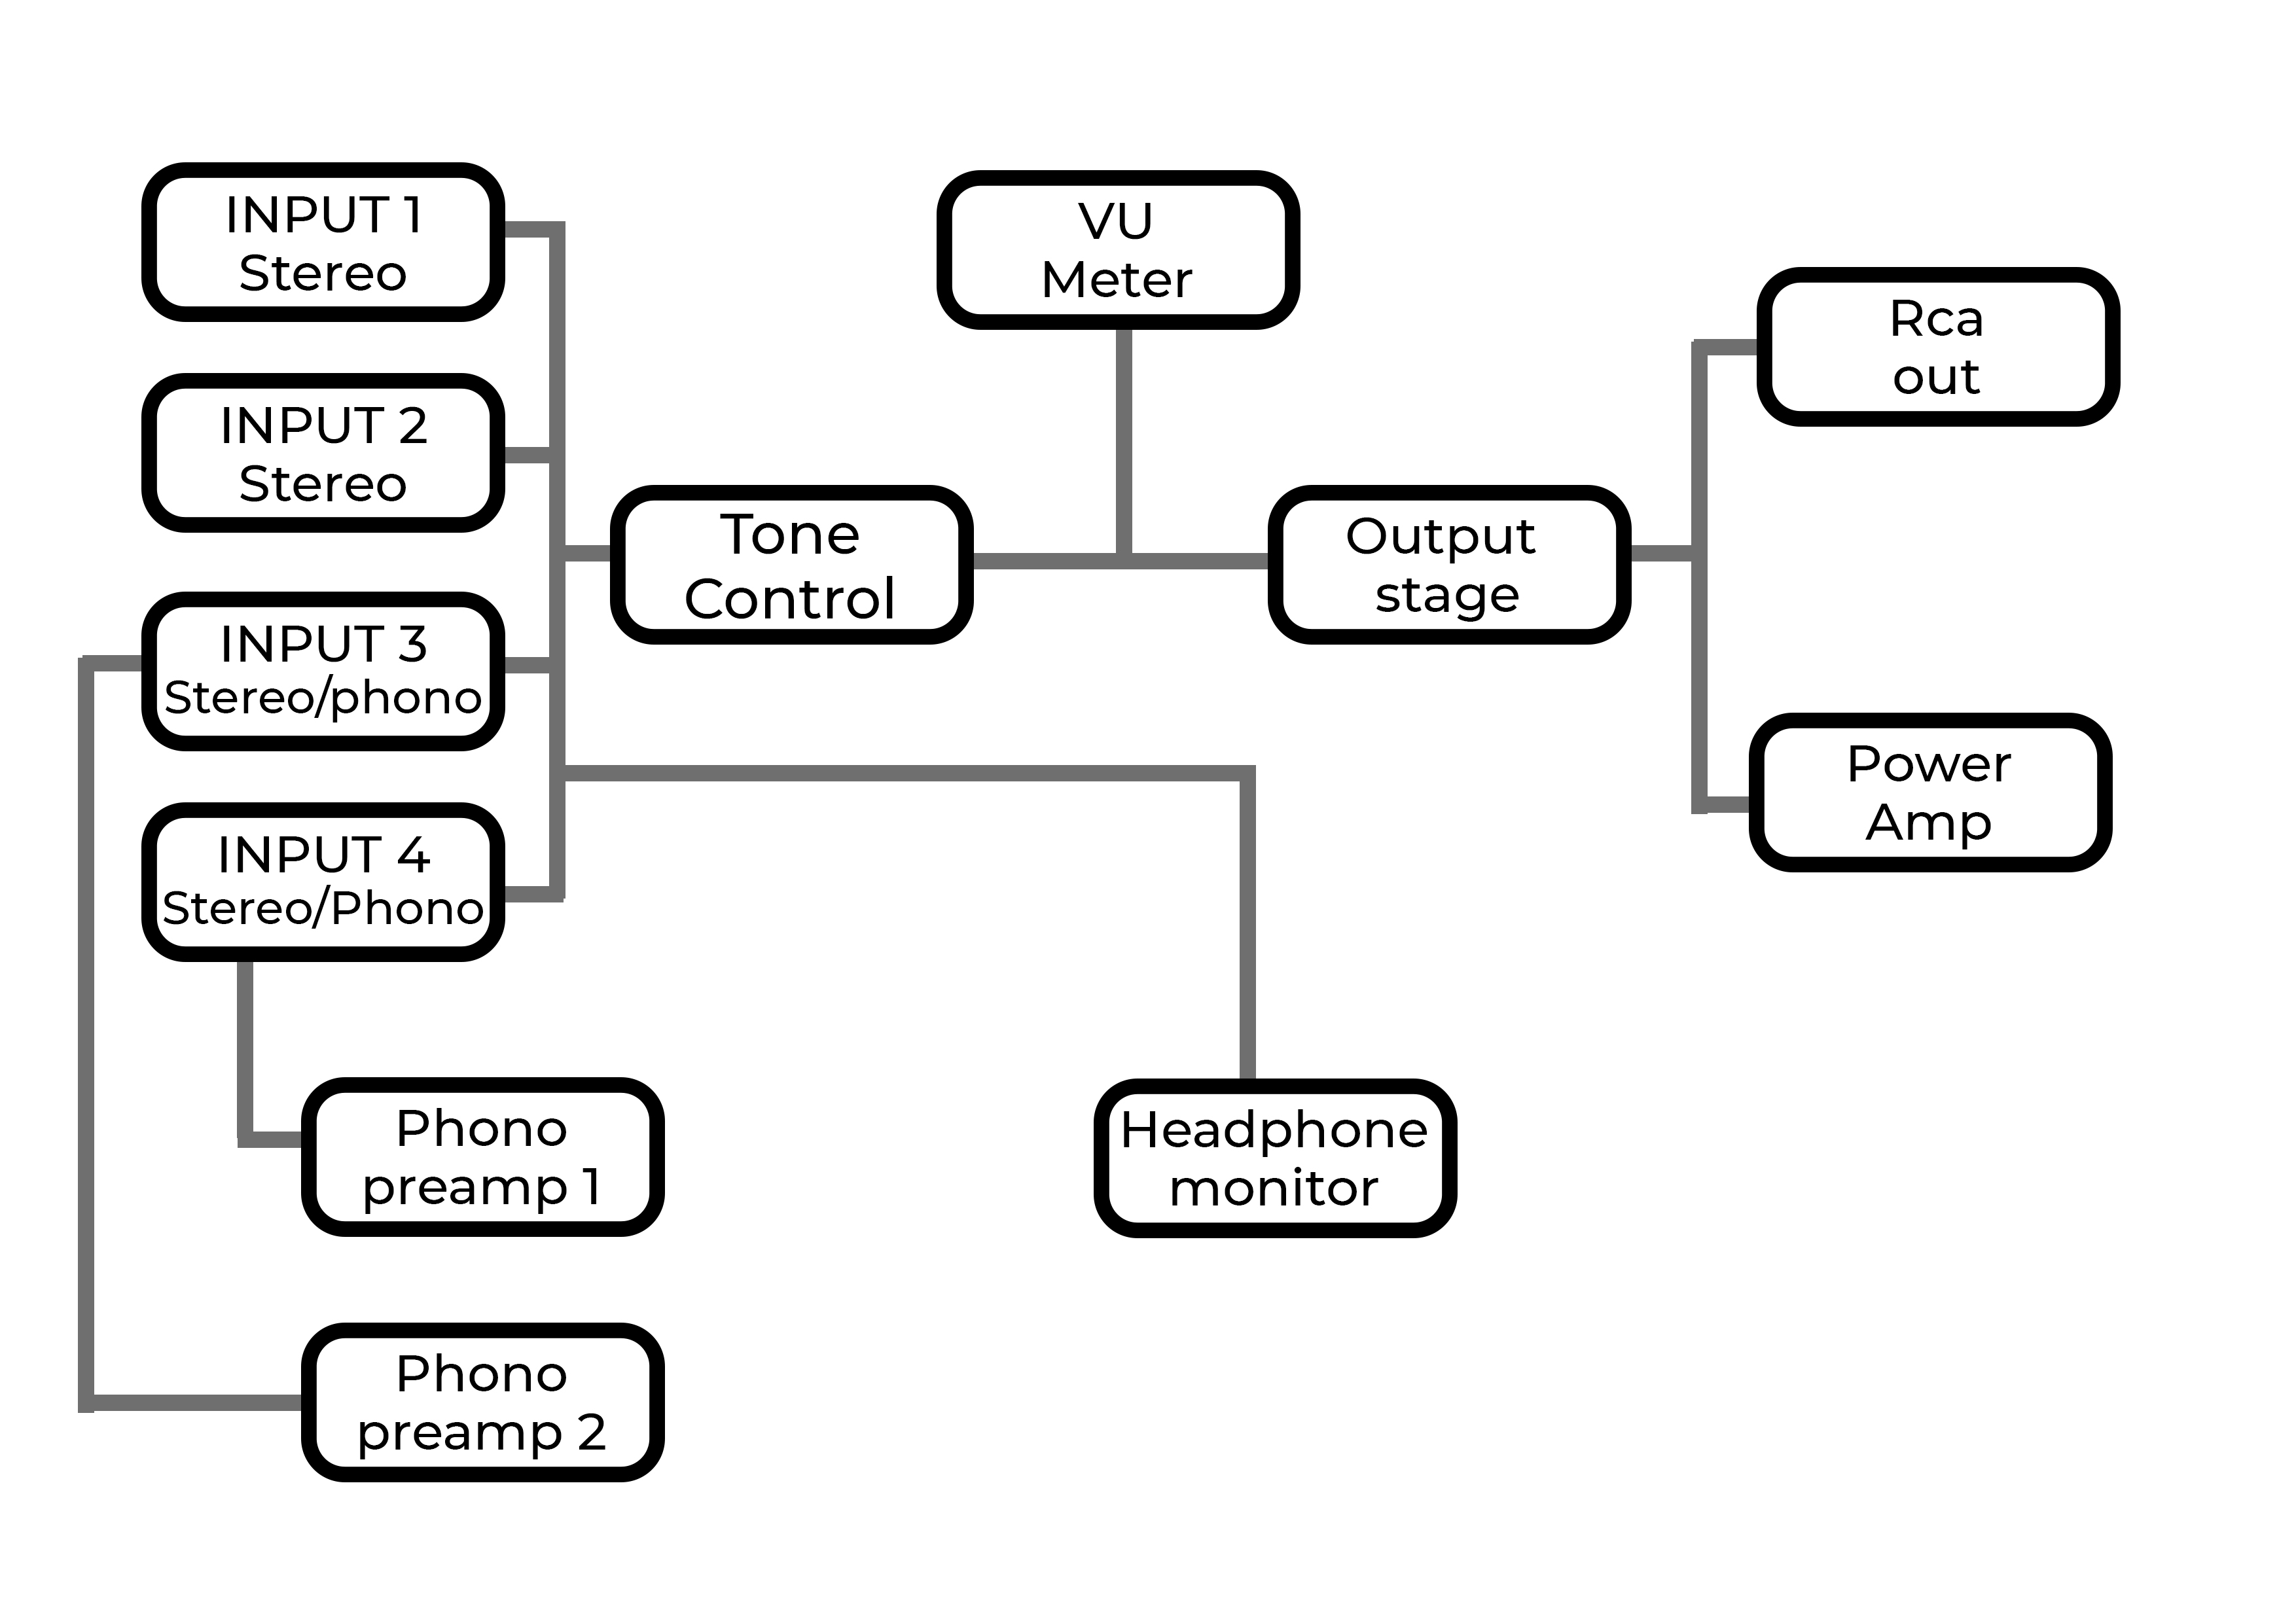 INPUT 1
Stereo
INPUT 2
Stereo
INPUT 3
Stereo/phono
INPUT 4
Stereo/Phono
Tone
Control
VU
Meter
Output
stage
Rca
out
Power
Amp
Phono
preamp 1
Headphone
monitor
Phono
preamp 2